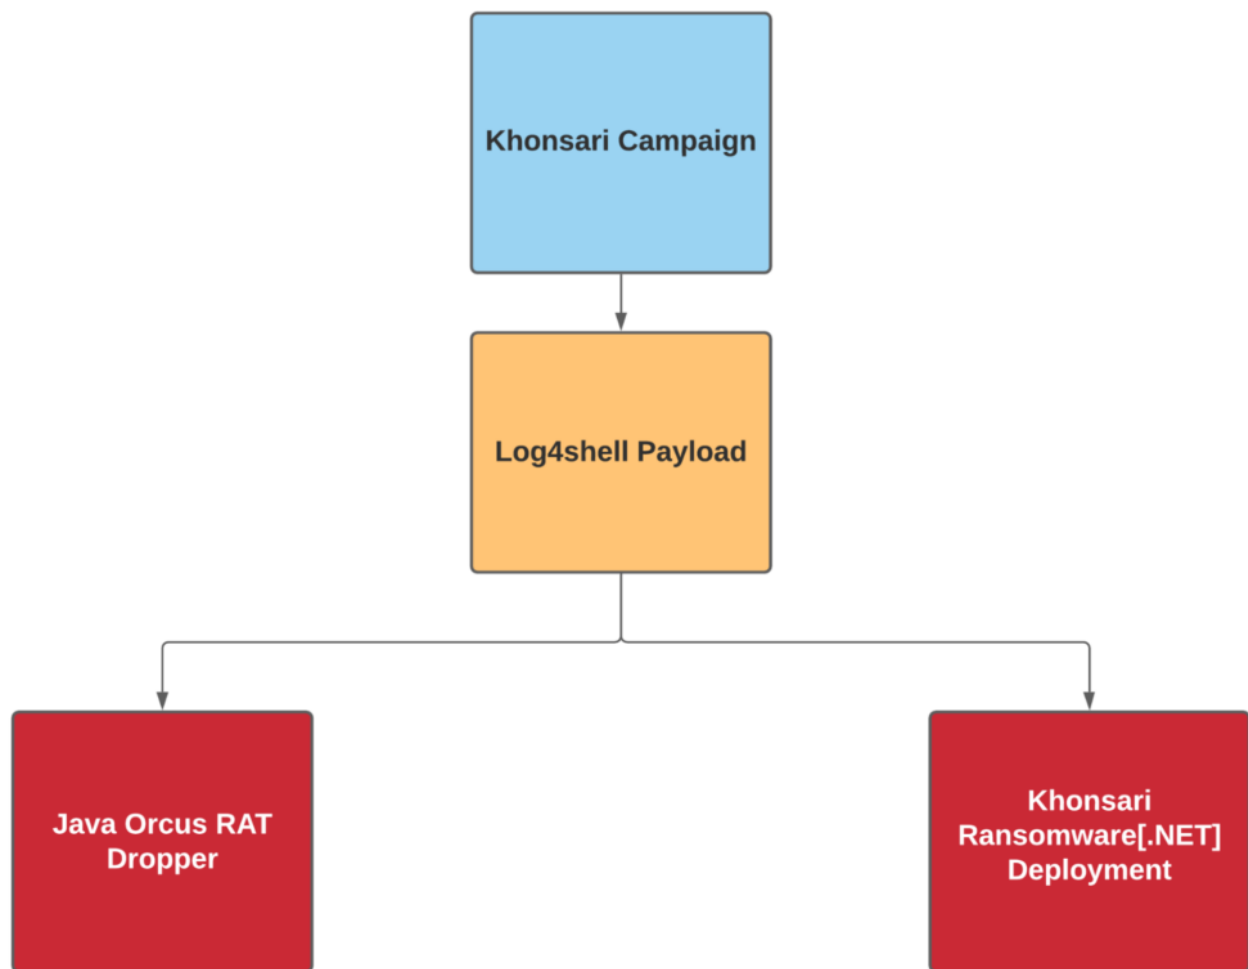 Khonsari Campaign
Log4shell Payload
Java Orcus RAT
Dropper
Khonsari
Ransomware[.NET]
Deployment